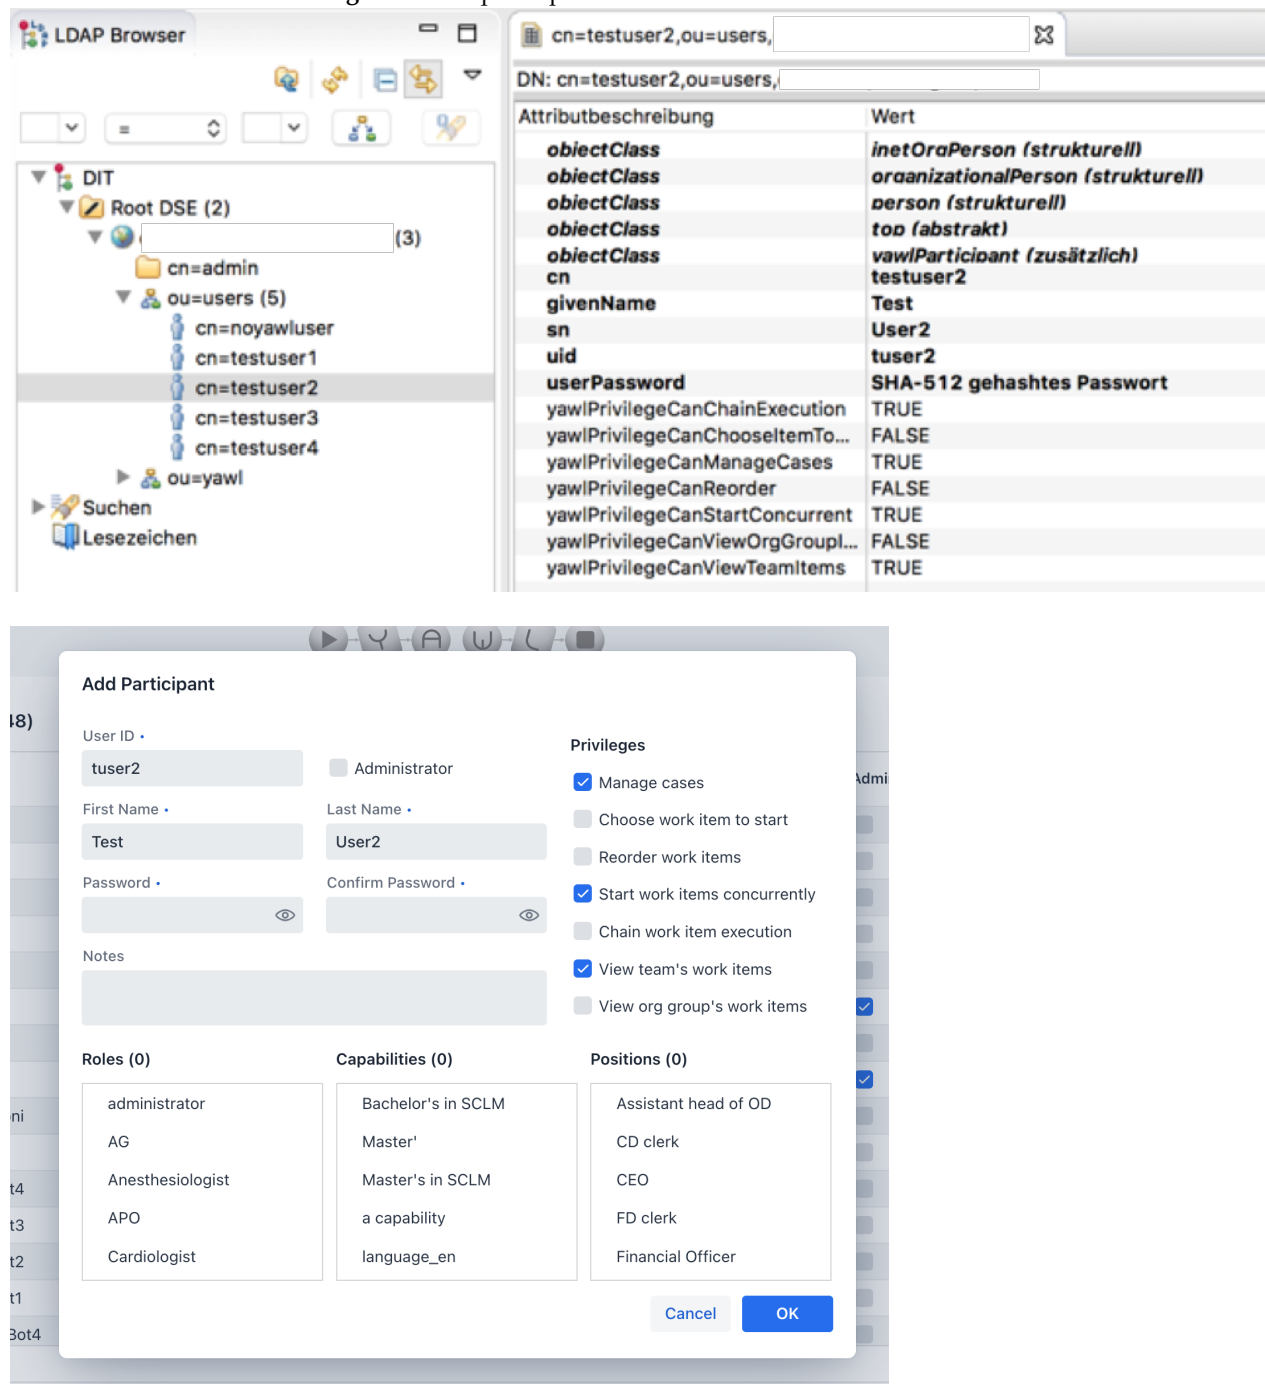 LDAP Browser
=
DIT
Root DSE (2)
(3)
cn=admin
ou=users (5)
cn=noyawluser
cn=testuser1
cn=testuser2
cn=testuser3
cn=testuser4
ou=yawl
Suchen
Lesezeichen
cn=testuser2,ou=users,
DN: cn=testuser2,ou=users,
Attributbeschreibung Wert
objectClass inetOrgPerson (strukturell)
objectClass organizationalPerson (strukturell)
objectClass person (strukturell)
objectClass top (abstrakt)
objectClass yawlParticipant (zusätzlich)
cn testuser2
givenName Test
sn User2
uid tuser2
userPassword SHA-512 gehashtes Passwort
yawlPrivilegeCanChainExecution TRUE
yawlPrivilegeCanChooseItemTo... FALSE
yawlPrivilegeCanManageCases TRUE
yawlPrivilegeCanReorder FALSE
yawlPrivilegeCanStartConcurrent TRUE
yawlPrivilegeCanViewOrgGroupI... FALSE
yawlPrivilegeCanViewTeamItems TRUE
Y A W L
48)
Admi
ni
t4
t3
t2
t1
Bot4
Add Participant
User ID •
tuser2
Administrator
First Name •
Last Name •
Test
User2
Password •
Confirm Password •
Notes
Privileges
Manage cases
Choose work item to start
Reorder work items
Start work items concurrently
Chain work item execution
View team's work items
View org group's work items
Roles (0)
administrator
AG
Anesthesiologist
APO
Cardiologist
Capabilities (0)
Bachelor's in SCLM
Master'
Master's in SCLM
a capability
language_en
Positions (0)
Assistant head of OD
CD clerk
CEO
FD clerk
Financial Officer
Cancel
OK